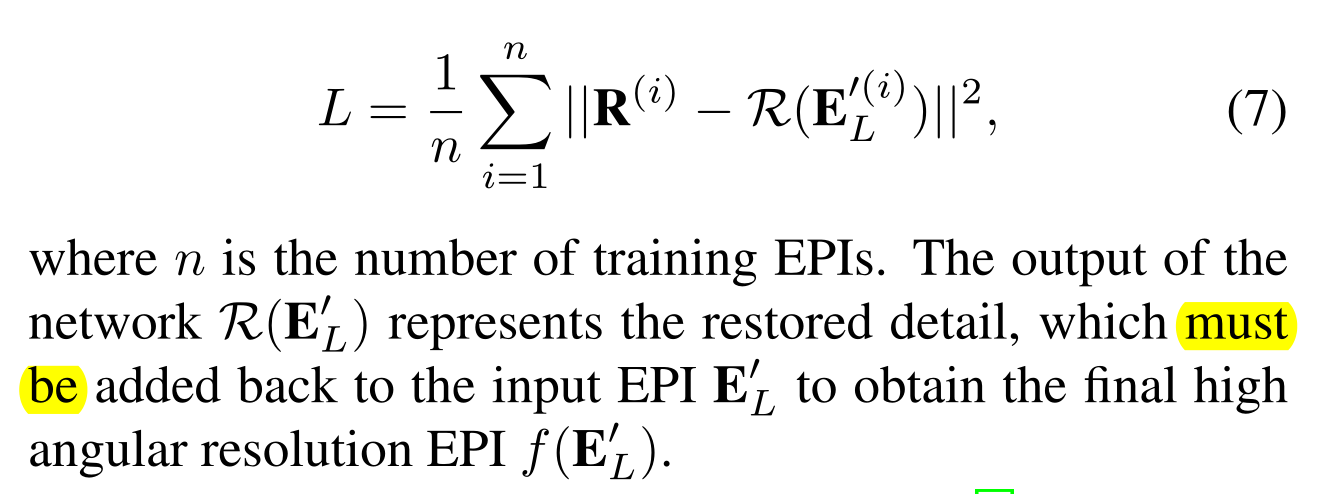 L = \frac{1}{n} \sum_{i=1}^{n} ||\mathbf{R}^{(i)} - \mathcal{R}(\mathbf{E}_L'^{(i)})||^2, (7)
where n is the number of training EPIs. The output of the
network \mathcal{R}(\mathbf{E}_L') represents the restored detail, which must
be added back to the input EPI \mathbf{E}_L' to obtain the final high
angular resolution EPI f(\mathbf{E}_L').